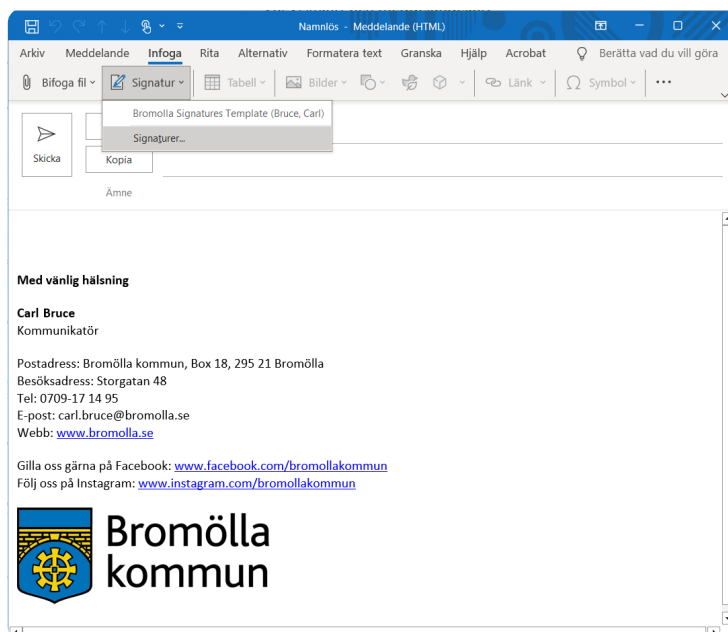 Namnlös - Meddelande (HTML)
Arkiv Meddelande Infoga Rita Alternativ Formatera text Granska Hjälp Acrobat Berätta vad du vill göra
Bifoga fil Signatur Tabell Bilder Länk Symbol
Bromolla Signatures Template (Bruce, Carl)
Signaturer...
Skicka
Kopia
Ämne
Med vänlig hälsning
Carl Bruce
Kommunikatör
Postadress: Bromölla kommun, Box 18, 295 21 Bromölla
Besöksadress: Storgatan 48
Tel: 0709-17 14 95
E-post: carl.bruce@bromolla.se
Webb: www.bromolla.se
Gilla oss gärna på Facebook: www.facebook.com/bromollakommun
Följ oss på Instagram: www.instagram.com/bromollakommun
Bromölla
kommun